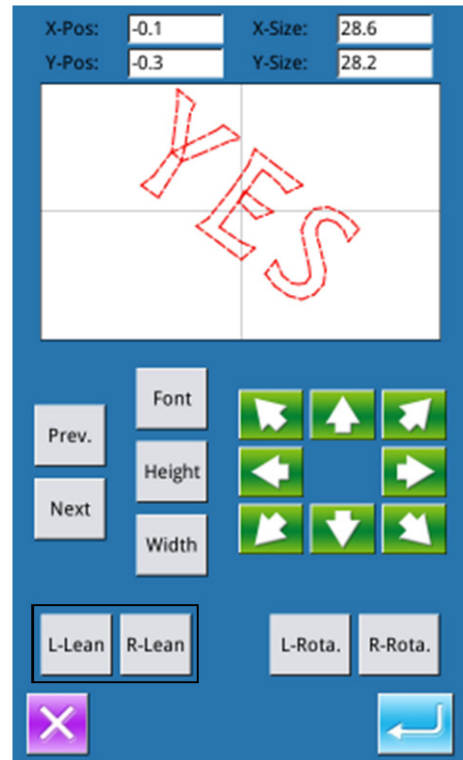 X-Pos: -0.1 X-Size: 28.6
Y-Pos: -0.3 Y-Size: 28.2
YES
Font
Prev.
Height
Next
Width
L-Lean R-Lean L-Rota. R-Rota.